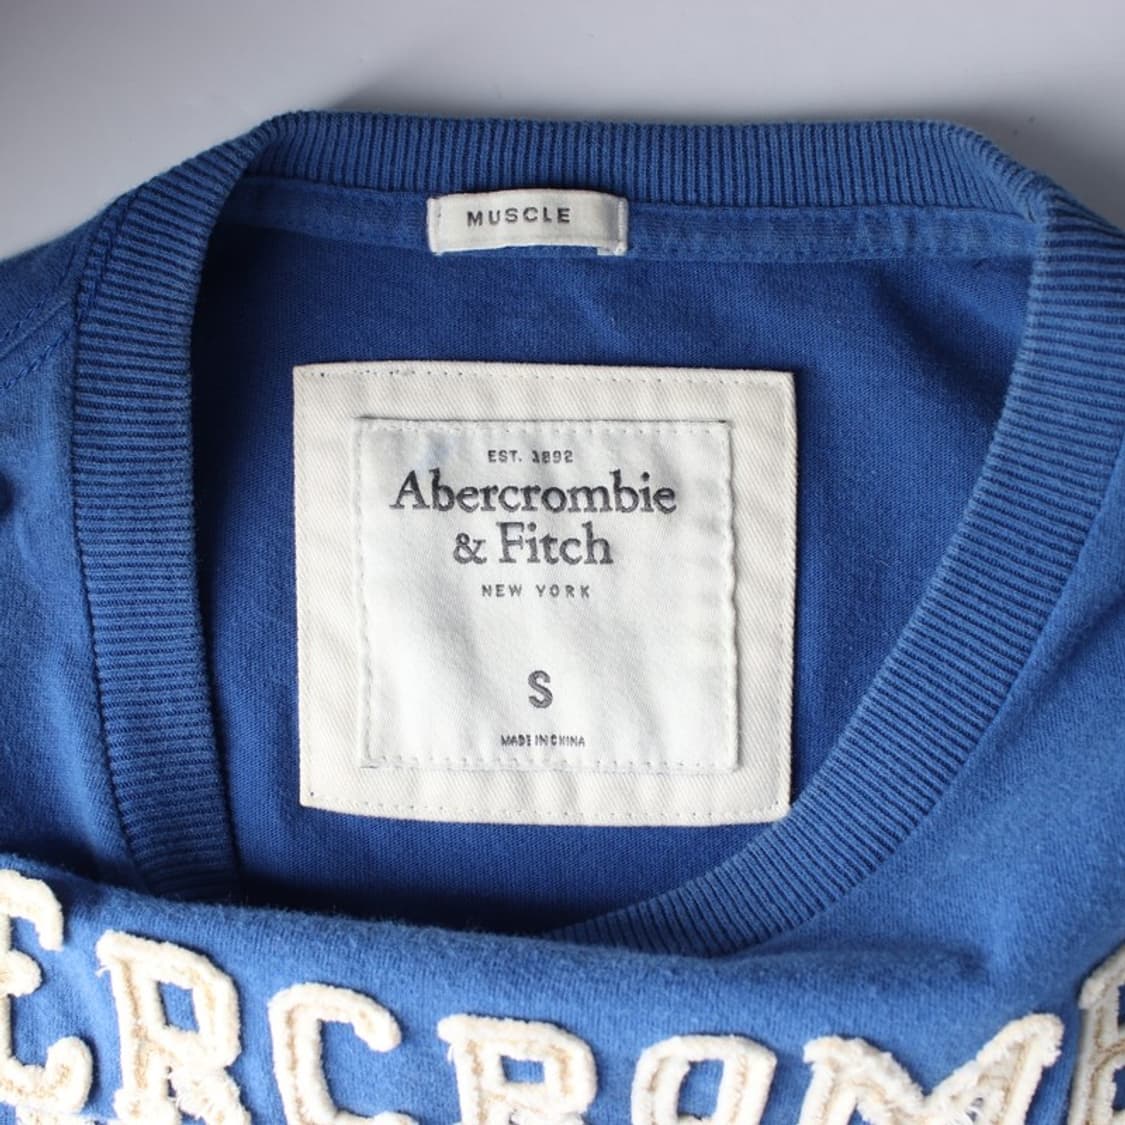 MUSCLE
EST. 1892
Abercrombie
& Fitch
NEW YORK
S
MADE IN CHINA
ERCROMB